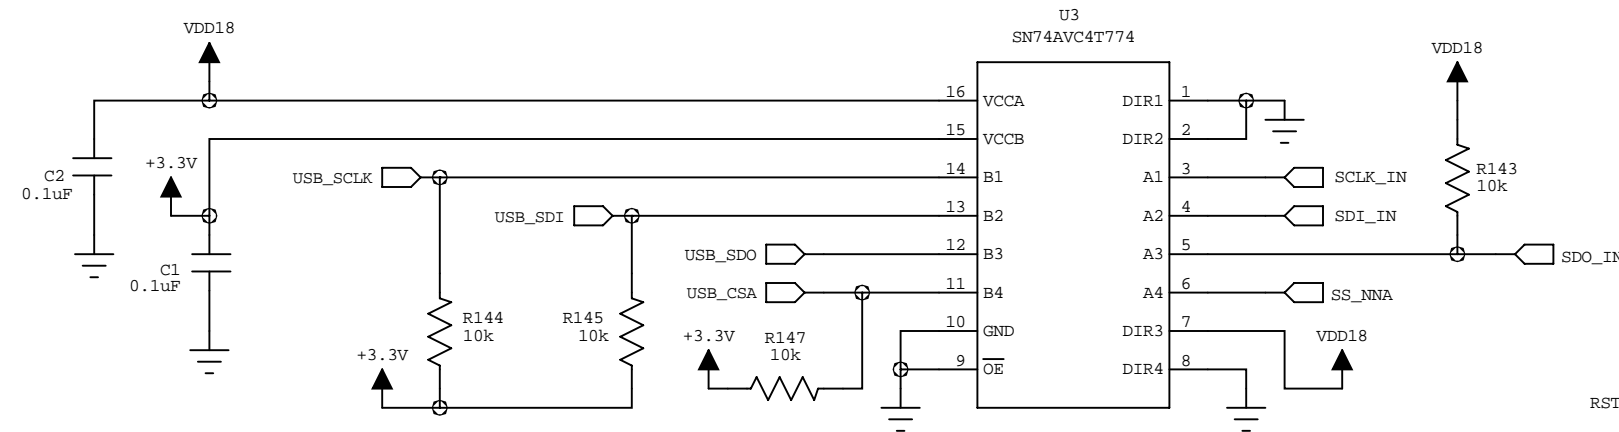 U3
SN74AVC4T774
VDD18
VDD18
16 VCCA DIR1 1
15 VCCB DIR2 2
+3.3V
C2
0.1uF
USB_SCLK 14 B1 A1 3 SCLK_IN
R143
10k
USB_SDI 13 B2 A2 4 SDI_IN
USB_SDO 12 B3 A3 5 SDO_IN
C1
0.1uF
USB_CSA 11 B4 A4 6 SS_NNA
R144
10k
R145
10k
10 GND DIR3 7
+3.3V
R147
10k
VDD18
+3.3V
9 OE DIR4 8
RST